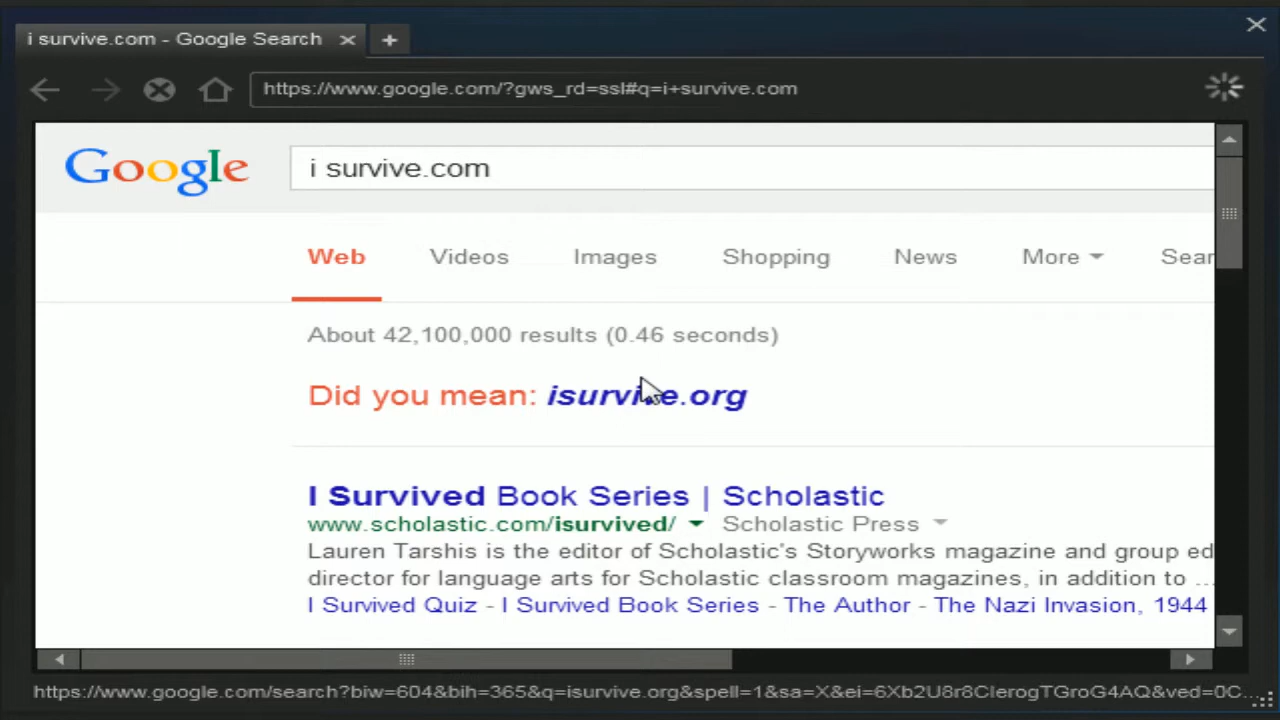 i survive.com - Google Search
https://www.google.com/?gws_rd=ssl#q=i+survive.com
Google
i survive.com
Web Videos Images Shopping News More Sear
About 42,100,000 results (0.46 seconds)
Did you mean: isurvive.org
I Survived Book Series | Scholastic
www.scholastic.com/isurvived/ Scholastic Press
Lauren Tarshis is the editor of Scholastic's Storyworks magazine and group ed
director for language arts for Scholastic classroom magazines, in addition to ...
I Survived Quiz - I Survived Book Series - The Author - The Nazi Invasion, 1944
https://www.google.com/search?biw=604&bih=365&q=isurvive.org&spell=1&sa=X&ei=6Xb2U8r8CIerogTGroG4AQ&ved=0C...